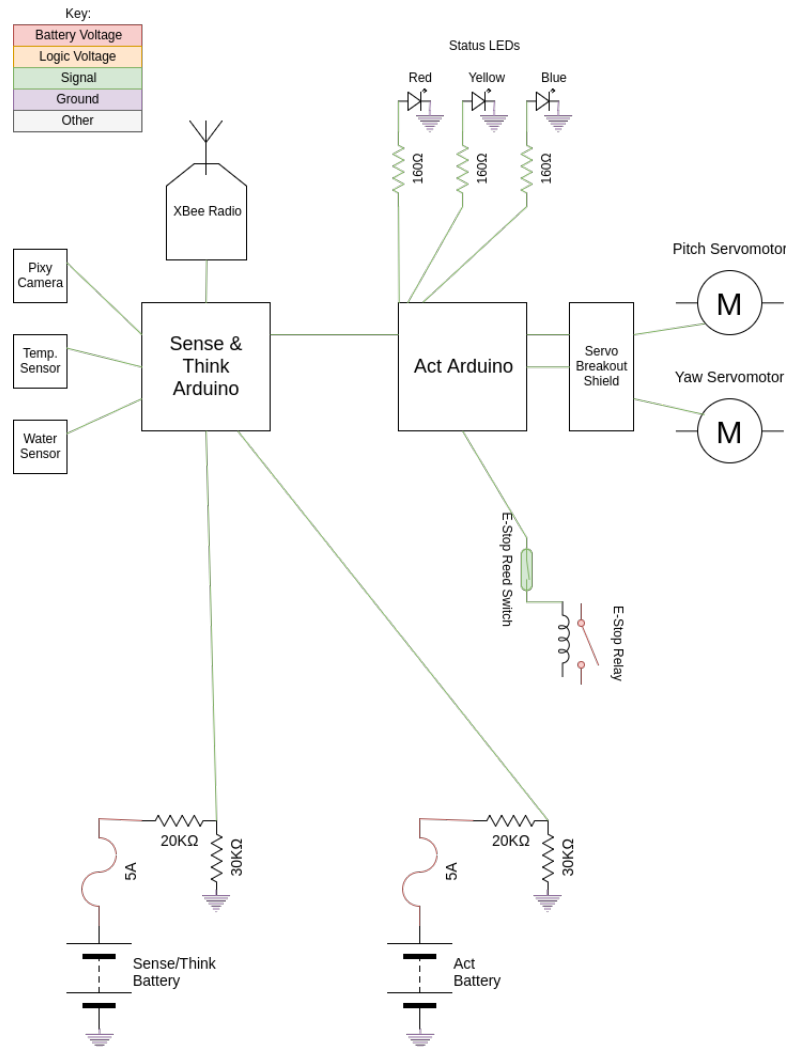 Key:
Battery Voltage
Logic Voltage
Signal
Ground
Other
Status LEDs
Red
Yellow
Blue
160Ω
160Ω
160Ω
XBee Radio
Pixy
Camera
Temp.
Sensor
Water
Sensor
Sense &
Think
Arduino
Act Arduino
Servo
Breakout
Shield
Pitch Servomotor
M
Yaw Servomotor
M
E-Stop Reed Switch
E-Stop Relay
20KΩ
30KΩ
5A
Sense/Think
Battery
20KΩ
30KΩ
5A
Act
Battery